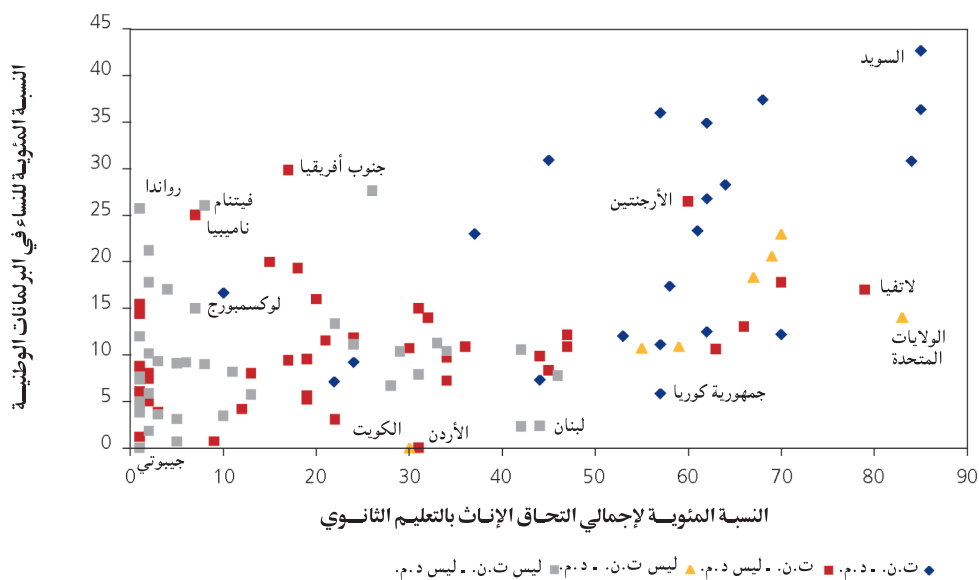 النسبة المئوية للنساء في البرلمانات الوطنية
45
40
35
30
25
20
15
10
5
0
السويد
جنوب أفريقيا
رواندا
فيتنام
ناميبيا
الأرجنتين
لوكسمبورج
لاتفيا
الولايات
المتحدة
جمهورية كوريا
الكويت
الأردن
لبنان
جيبوتي
0 10 20 30 40 50 60 70 80 90
النسبة المئوية لإجمالي التحاق الإناث بالتعليم الثانوي
ت.ن. - د.م. ت.ن. - ليس د.م. ليس ت.ن. - د.م. ليس ت.ن. - ليس د.م.